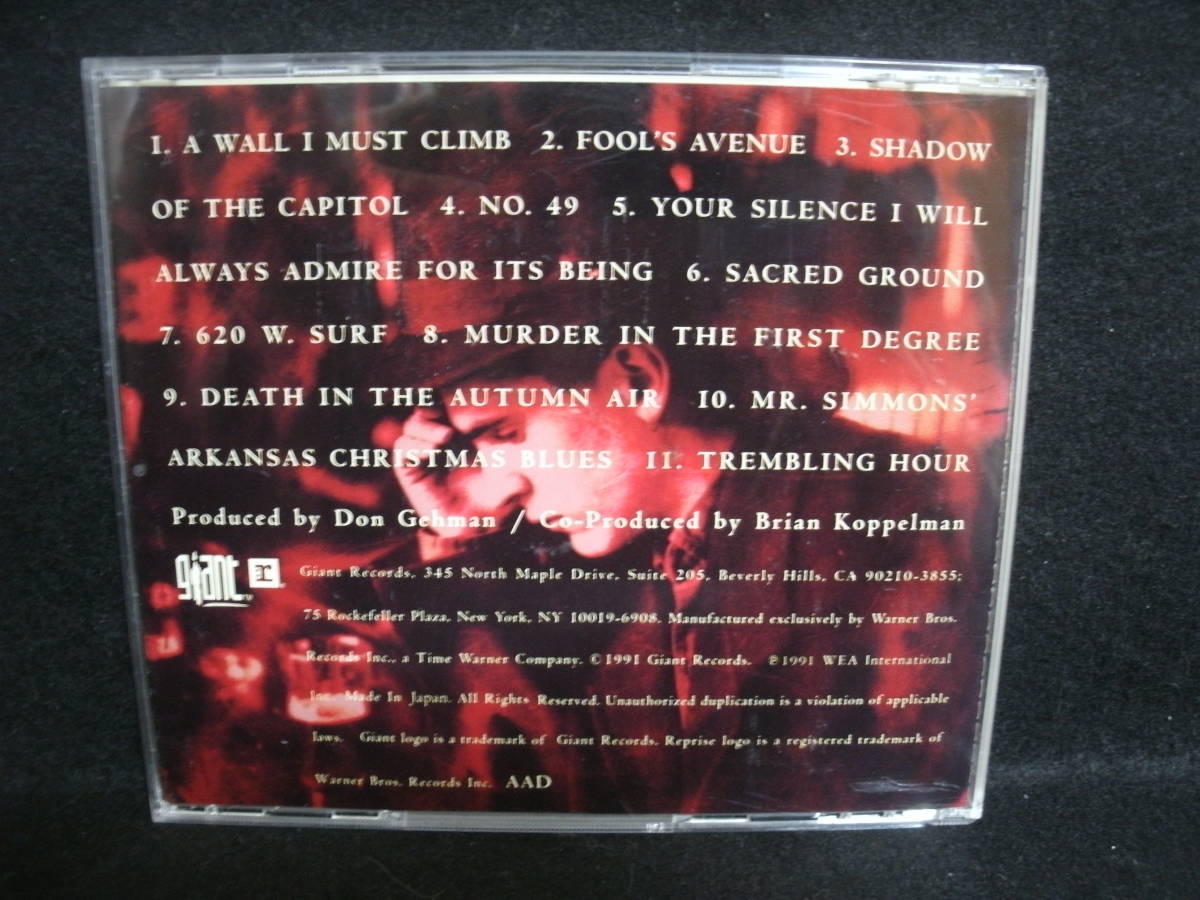 1. A WALL I MUST CLIMB 2. FOOL'S AVENUE 3. SHADOW
OF THE CAPITOL 4. NO. 49 5. YOUR SILENCE I WILL
ALWAYS ADMIRE FOR ITS BEING 6. SACRED GROUND
7. 620 W. SURF 8. MURDER IN THE FIRST DEGREE
9. DEATH IN THE AUTUMN AIR 10. MR. SIMMONS'
ARKANSAS CHRISTMAS BLUES 11. TREMBLING HOUR
Produced by Don Gehman / Co-Produced by Brian Koppelman
giant TM r
Giant Records, 345 North Maple Drive, Suite 205, Beverly Hills, CA 90210-3855;
75 Rockefeller Plaza, New York, NY 10019-6908. Manufactured exclusively by Warner Bros.
Records Inc., a Time Warner Company. ©1991 Giant Records. ℗1991 WEA International
Inc. Made In Japan. All Rights Reserved. Unauthorized duplication is a violation of applicable
laws. Giant logo is a trademark of Giant Records. Reprise logo is a registered trademark of
Warner Bros. Records Inc. AAD